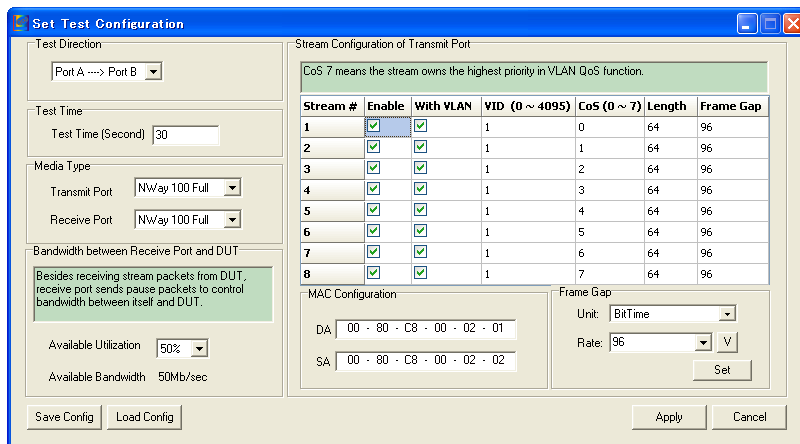 Set Test Configuration
Test Direction
Port A ----> Port B
Test Time
Test Time (Second) 30
Media Type
Transmit Port NWay 100 Full
Receive Port NWay 100 Full
Bandwidth between Receive Port and DUT
Besides receiving stream packets from DUT,
receive port sends pause packets to control
bandwidth between itself and DUT.
Available Utilization 50%
Available Bandwidth 50Mb/sec
Stream Configuration of Transmit Port
CoS 7 means the stream owns the highest priority in VLAN QoS function.
Stream # Enable With VLAN VID (0 ~ 4095) CoS (0 ~ 7) Length Frame Gap
1 1 0 64 96
2 1 1 64 96
3 1 2 64 96
4 1 3 64 96
5 1 4 64 96
6 1 5 64 96
7 1 6 64 96
8 1 7 64 96
MAC Configuration
DA 00 - 80 - C8 - 00 - 02 - 01
SA 00 - 80 - C8 - 00 - 02 - 02
Frame Gap
Unit: BitTime
Rate: 96 V
Set
Save Config Load Config Apply Cancel